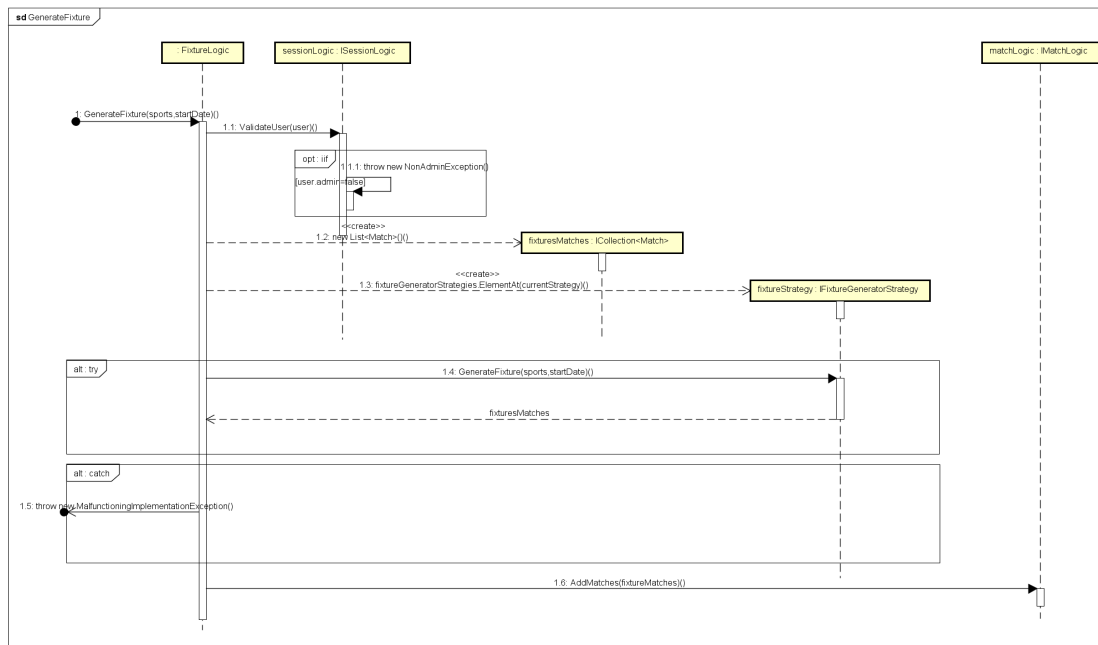 sd GenerateFixture
: FixtureLogic
sessionLogic : ISessionLogic
matchLogic : IMatchLogic
1: GenerateFixture(sports,startDate)()
1.1: ValidateUser(user)()
opt : iif
1.1.1: throw new NonAdminException()
[user.admin=false]
<<create>>
1.2: new List<Match>()()
fixturesMatches : ICollection<Match>
<<create>>
1.3: fixtureGeneratorStrategies.ElementAt(currentStrategy)()
fixtureStrategy : IFixtureGeneratorStrategy
alt : try
1.4: GenerateFixture(sports,startDate)()
fixturesMatches
alt : catch
1.5: throw new MalfunctioningImplementationException()
1.6: AddMatches(fixtureMatches)()